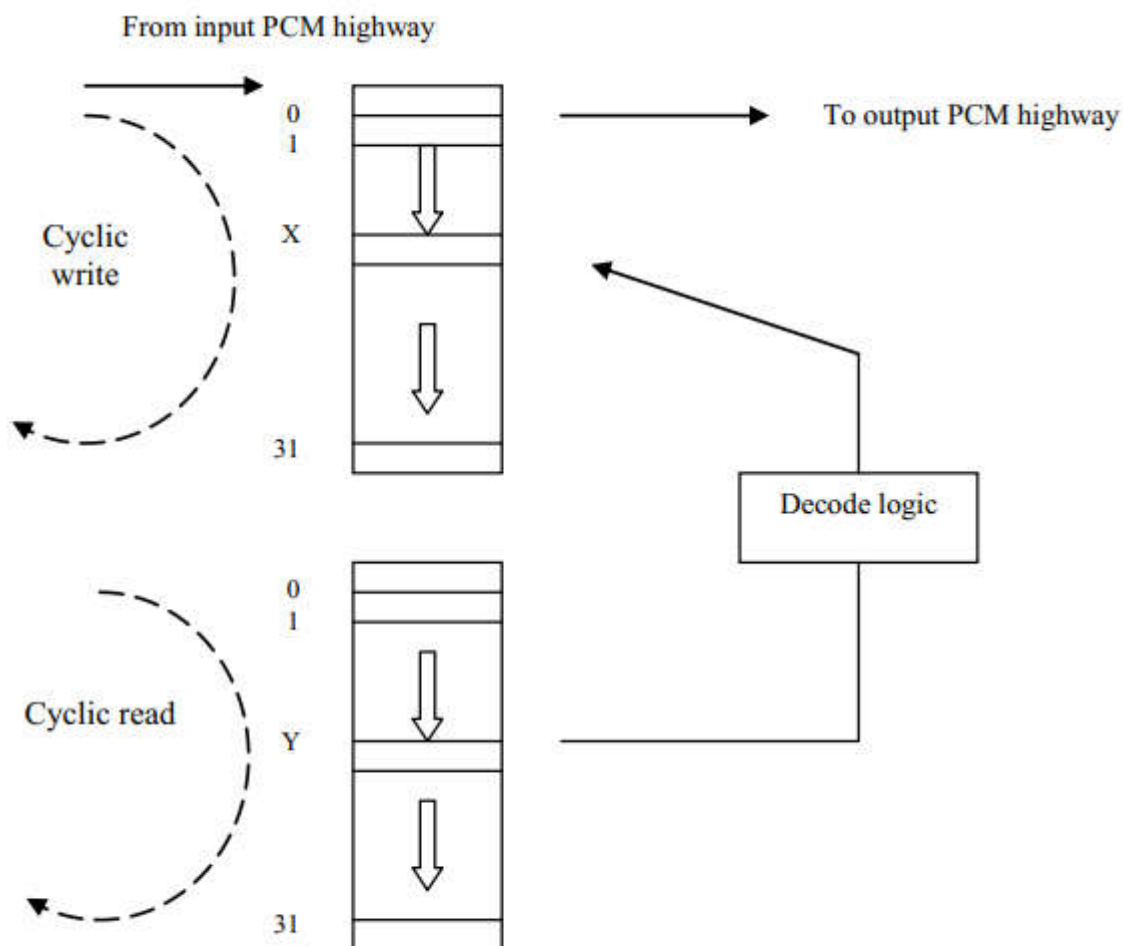 From input PCM highway
0
To output PCM highway
1
X
Cyclic
write
31
Decode logic
0
1
Cyclic read
Y
31